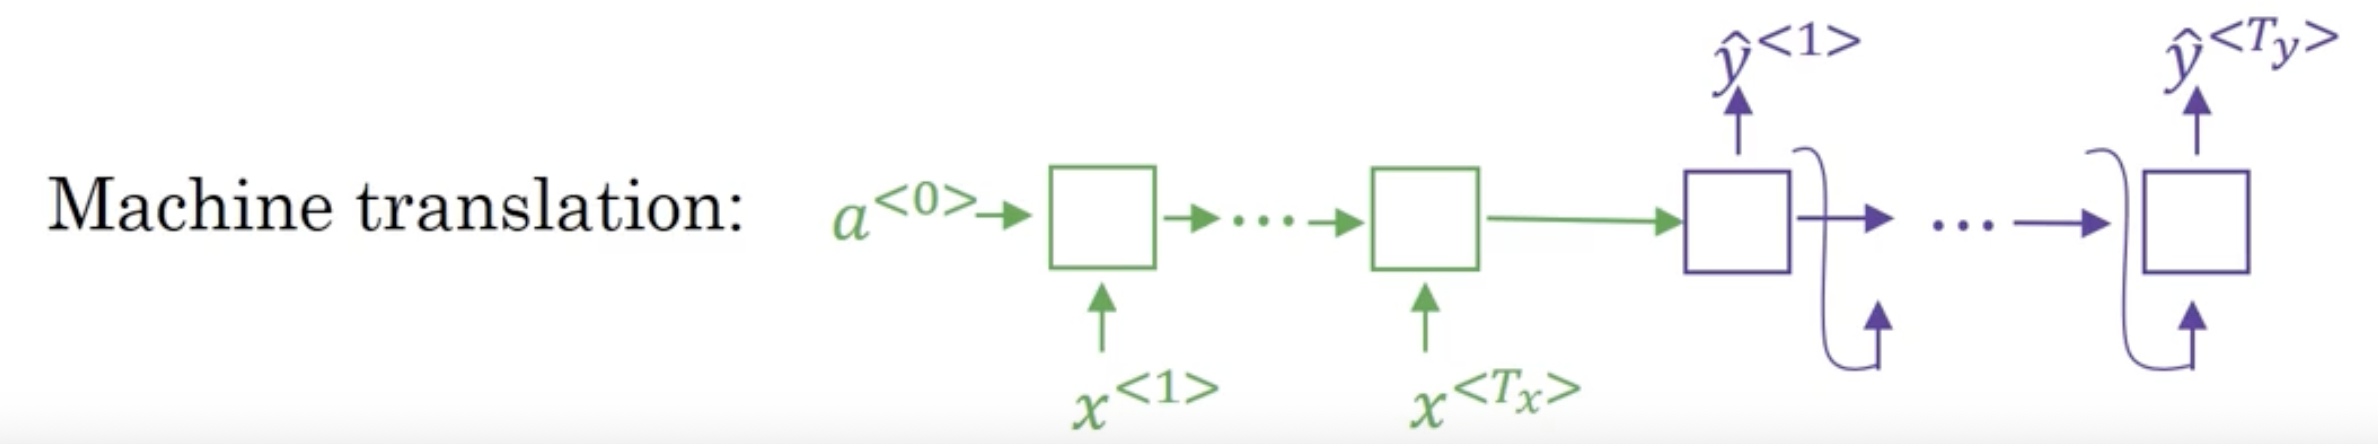 ŷ<1> ŷ<Ty>
Machine translation: a<0> ... ...
x<1> x<Tx>